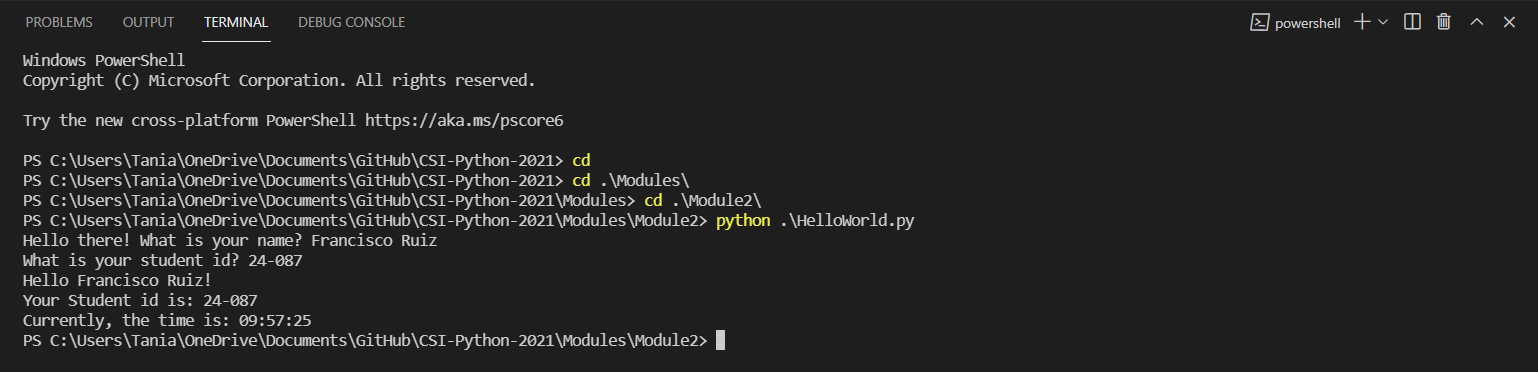 PROBLEMS OUTPUT TERMINAL DEBUG CONSOLE powershell
Windows PowerShell
Copyright (C) Microsoft Corporation. All rights reserved.
Try the new cross-platform PowerShell https://aka.ms/pscore6
PS C:\Users\Tania\OneDrive\Documents\GitHub\CSI-Python-2021> cd
PS C:\Users\Tania\OneDrive\Documents\GitHub\CSI-Python-2021> cd .\Modules\
PS C:\Users\Tania\OneDrive\Documents\GitHub\CSI-Python-2021\Modules> cd .\Module2\
PS C:\Users\Tania\OneDrive\Documents\GitHub\CSI-Python-2021\Modules\Module2> python .\HelloWorld.py
Hello there! What is your name? Francisco Ruiz
What is your student id? 24-087
Hello Francisco Ruiz!
Your Student id is: 24-087
Currently, the time is: 09:57:25
PS C:\Users\Tania\OneDrive\Documents\GitHub\CSI-Python-2021\Modules\Module2>